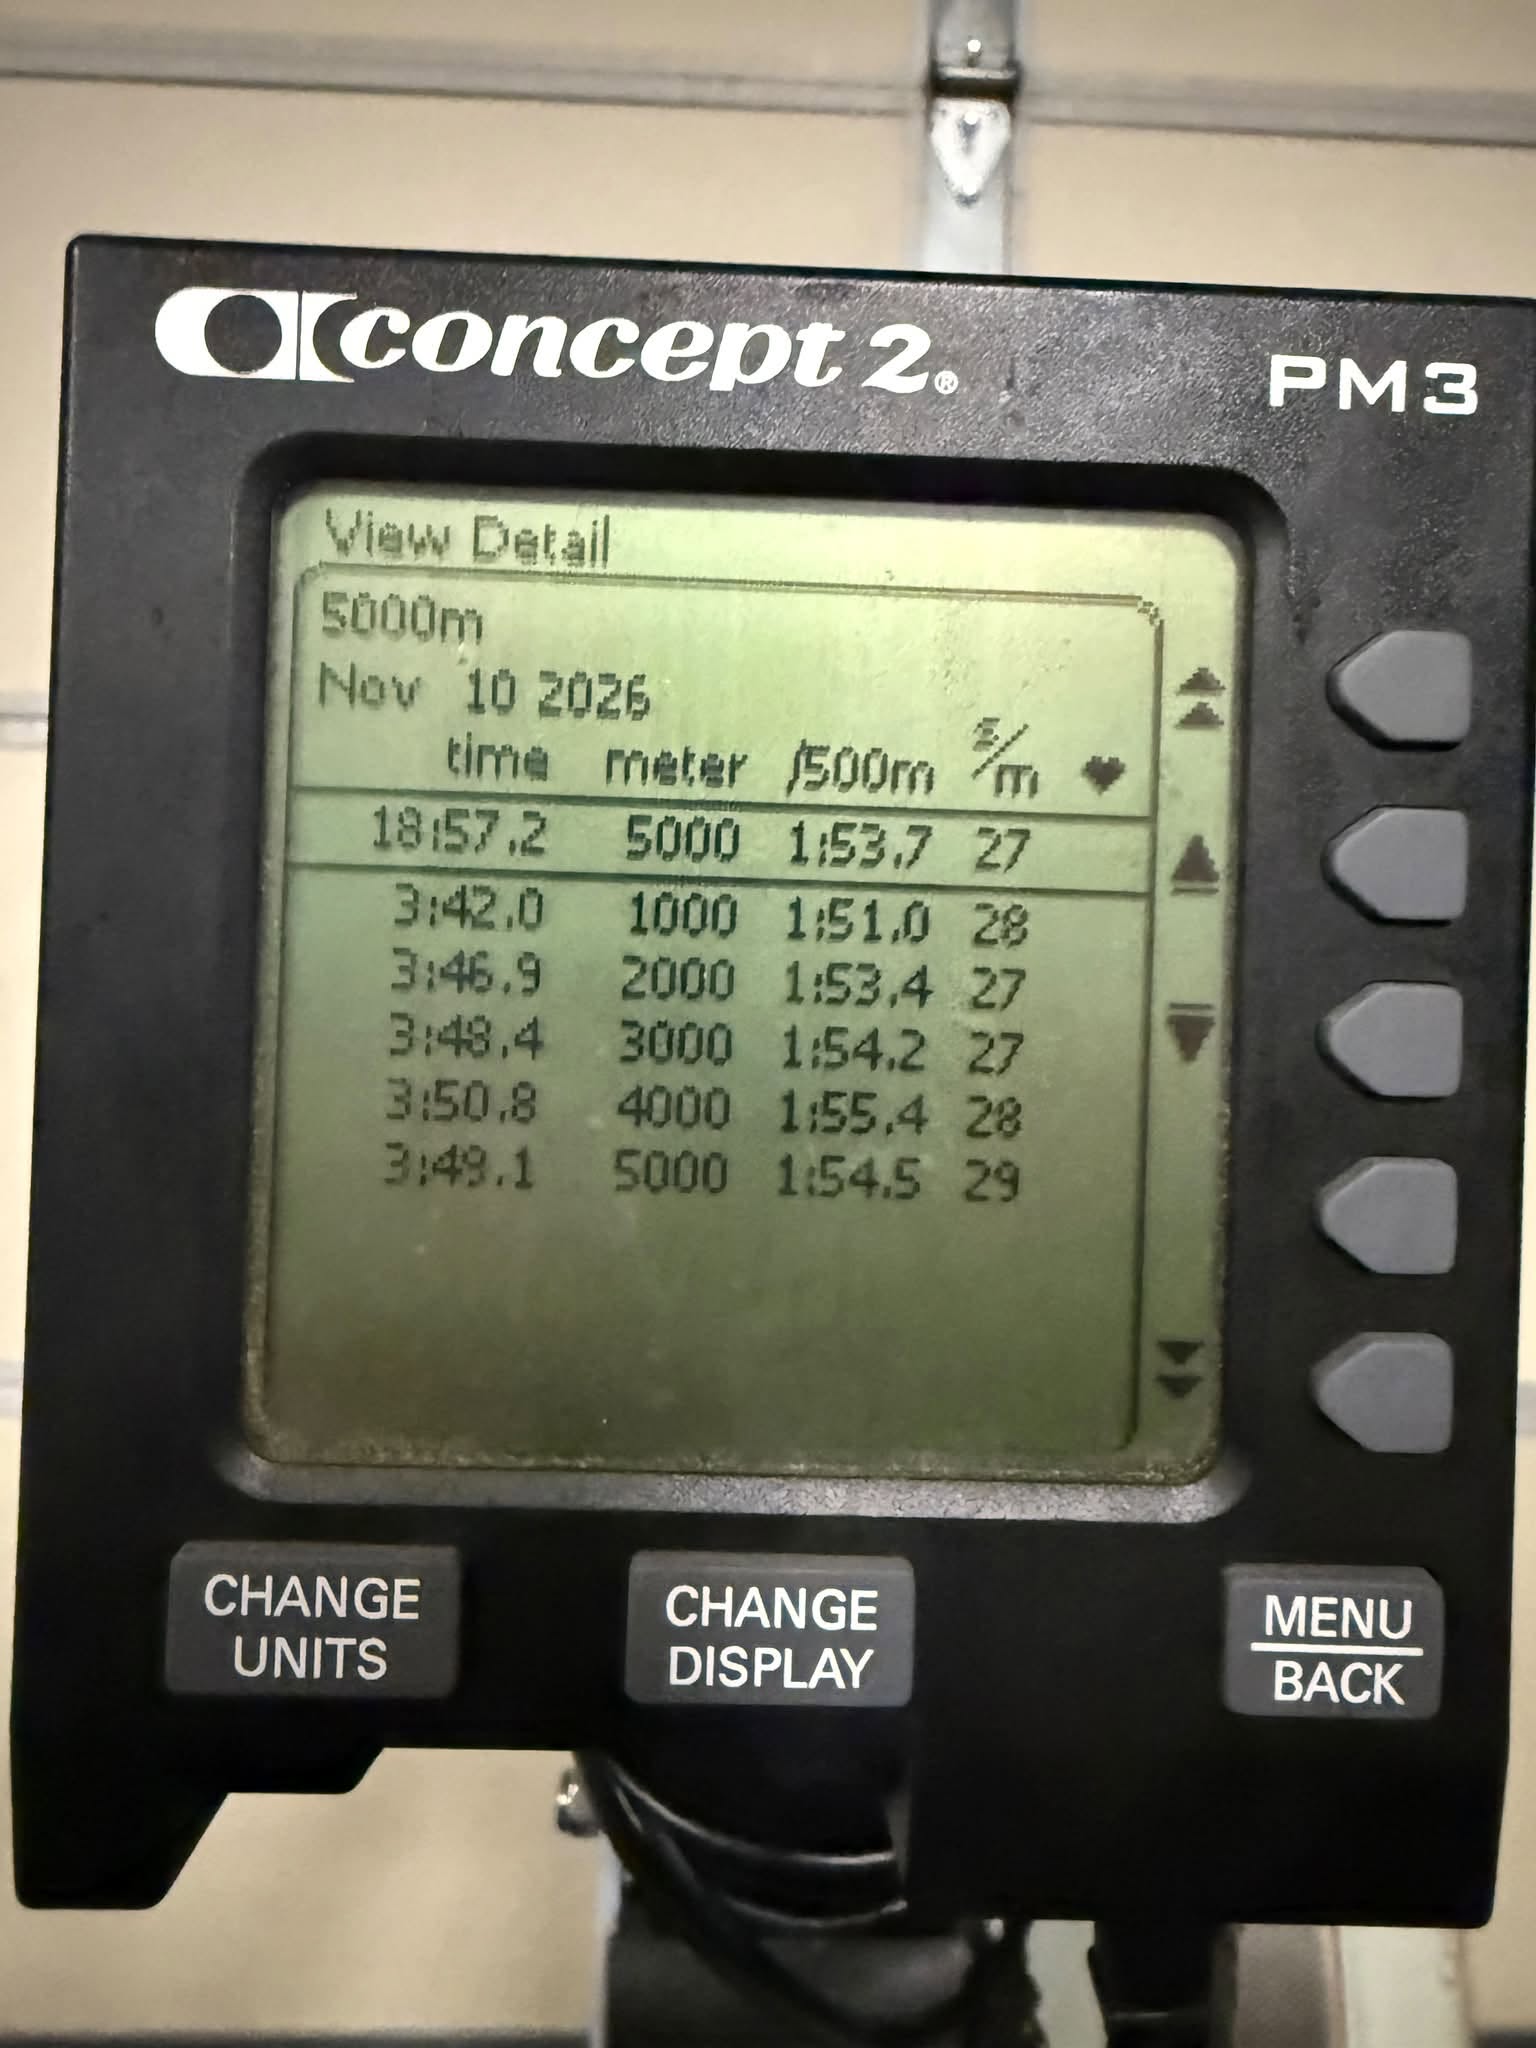 concept 2®
PM3
View Detail
5000m
Nov 10 2026
time meter /500m s/m ♥
18:57.2 5000 1:53.7 27
3:42.0 1000 1:51.0 28
3:46.9 2000 1:53.4 27
3:48.4 3000 1:54.2 27
3:50.8 4000 1:55.4 28
3:49.1 5000 1:54.5 29
CHANGE
UNITS
CHANGE
DISPLAY
MENU
BACK